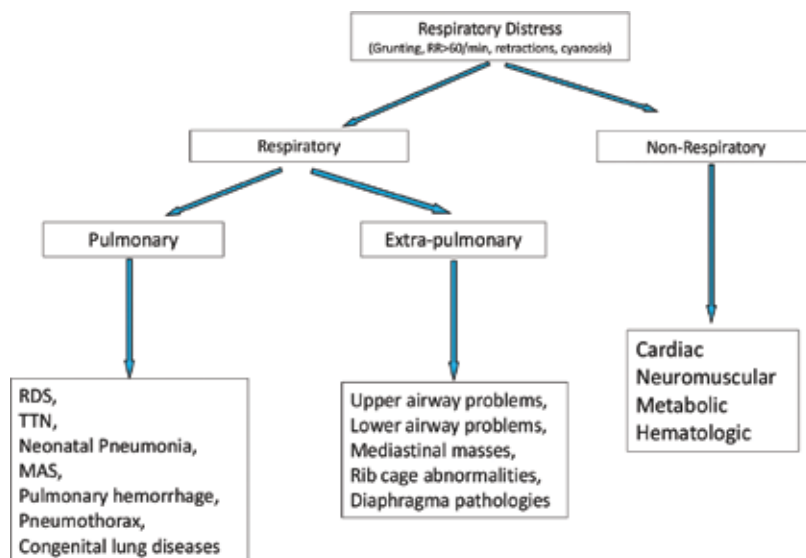 Respiratory Distress
(Grunting, RR>60/min, retractions, cyanosis)
Respiratory
Non-Respiratory
Pulmonary
Extra-pulmonary
RDS,
TTN,
Neonatal Pneumonia,
MAS,
Pulmonary hemorrhage,
Pneumothorax,
Congenital lung diseases
Upper airway problems,
Lower airway problems,
Mediastinal masses,
Rib cage abnormalities,
Diaphragma pathologies
Cardiac
Neuromuscular
Metabolic
Hematologic